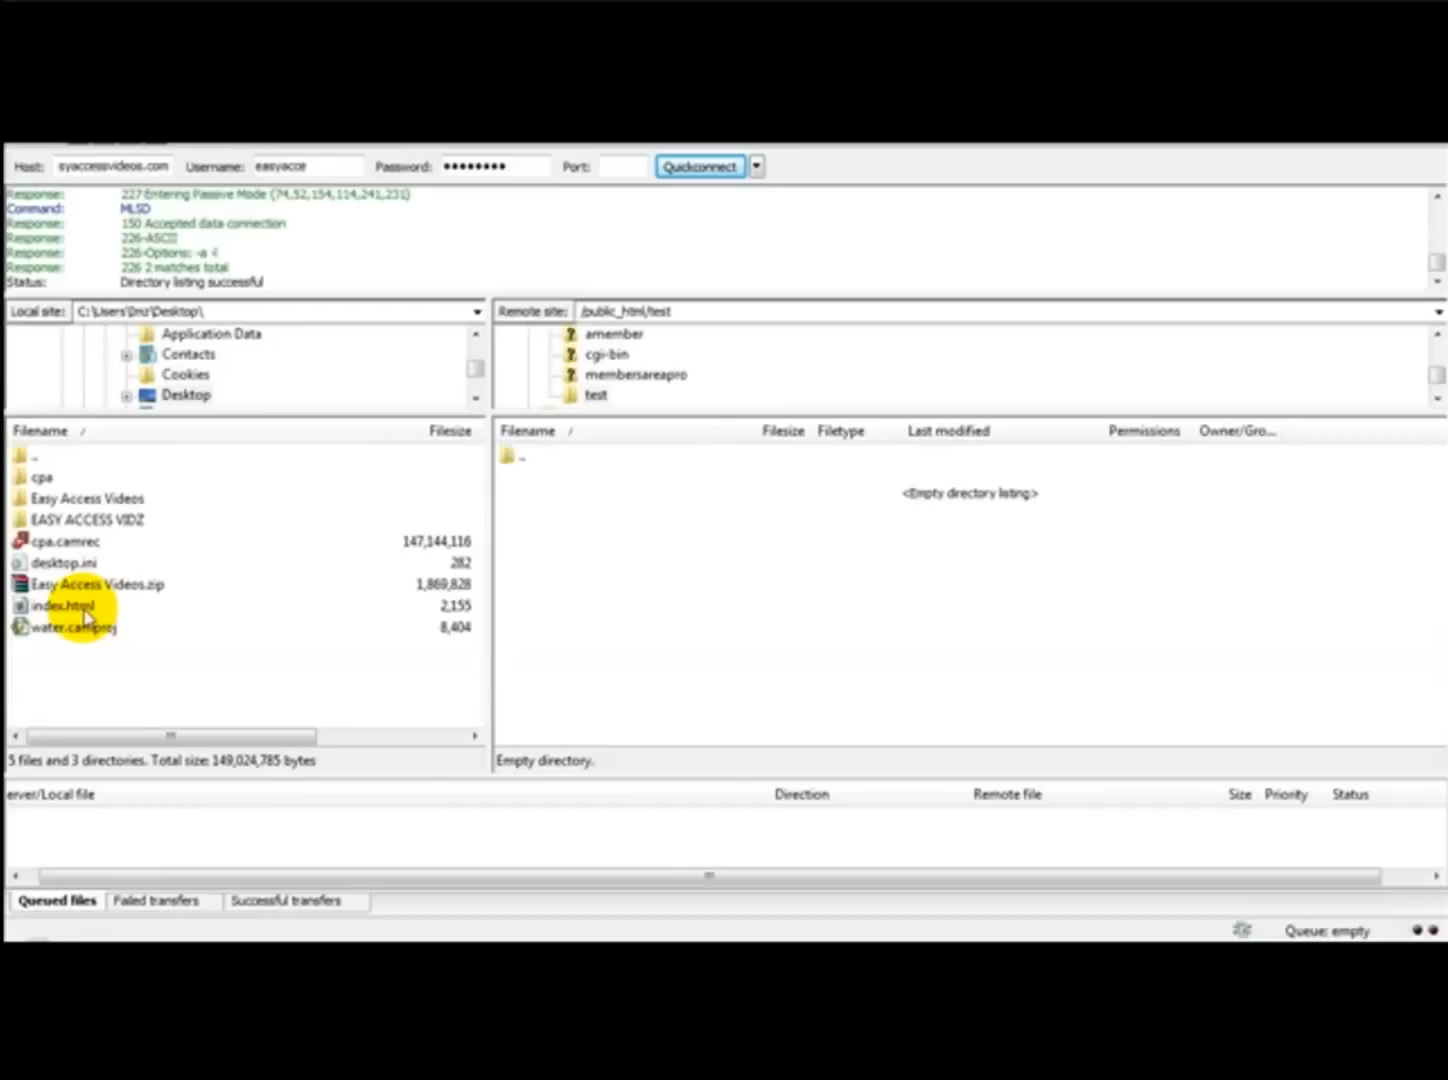 Host: syaccessvideos.com Username: easyacce Password: •••••••• Port: Quickconnect
Response: 227 Entering Passive Mode (74,52,154,114,241,231)
Command: MLSD
Response: 150 Accepted data connection
Response: 226-ASCII
Response: 226-Options: -a -l
Response: 226 2 matches total
Status: Directory listing successful
Local site: C:\Users\Dmz\Desktop\ Remote site: /public_html/test
Application Data amember
Contacts cgi-bin
Cookies membersareapro
Desktop test
Filename / Filesize Filename / Filesize Filetype Last modified Permissions Owner/Gro...
.. ..
cpa
<Empty directory listing>
Easy Access Videos
EASY ACCESS VIDZ
cpa.camrec 147,144,116
desktop.ini 282
Easy Access Videos.zip 1,869,828
index.html 2,155
water.camproj 8,404
5 files and 3 directories. Total size: 149,024,785 bytes Empty directory.
erver/Local file Direction Remote file Size Priority Status
Queued files Failed transfers Successful transfers
Queue: empty